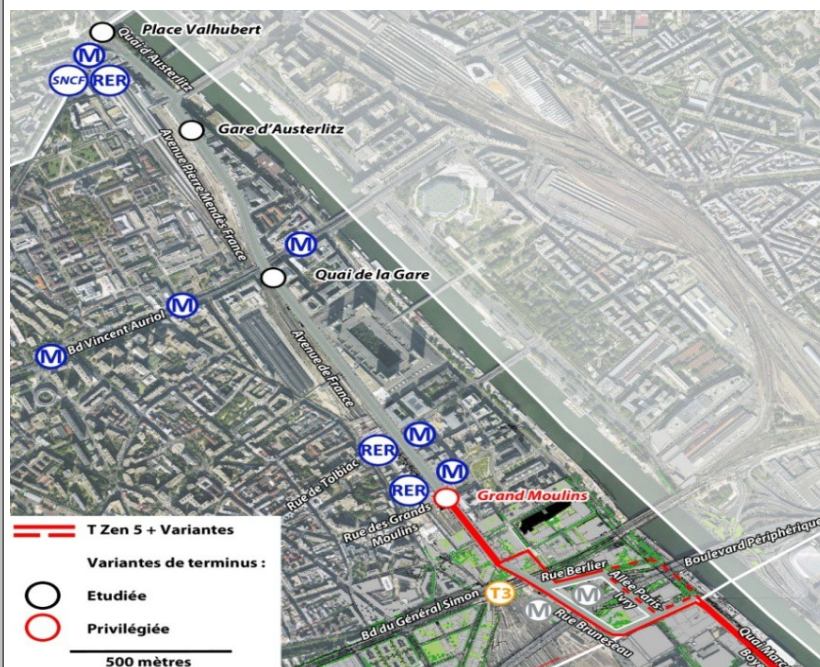 Place Valhubert
Quai d'Austerlitz
M
SNCF
RER
Gare d'Austerlitz
Avenue Pierre Mendès France
M
Quai de la Gare
M
Bd Vincent Auriol
M
Avenue de France
M
RER
Rue de Tolbiac
M
RER
Grand Moulins
Rue des Grands
Moulins
Boulevard Périphérique
Rue Berlier
Allée Paris
Ivry
T3
Bd du Général Simon
M
M
Rue Bruneseau
Quai Marc
T Zen 5 + Variantes
Variantes de terminus :
Etudiée
Privilégiée
500 mètres